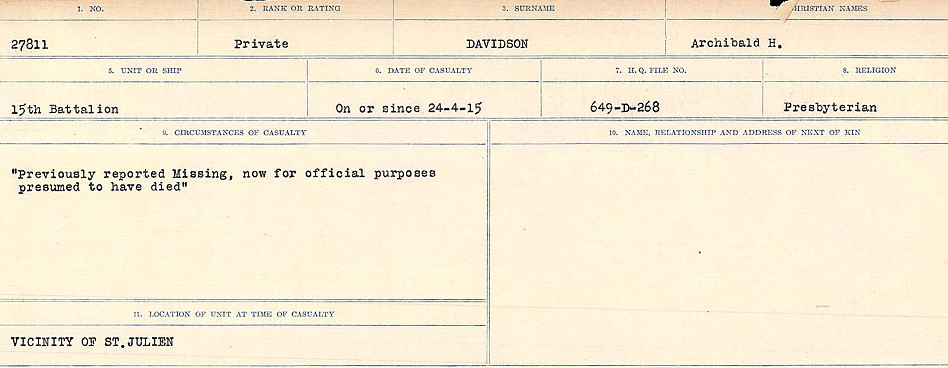 1. NO. 2. RANK OR RATING 3. SURNAME CHRISTIAN NAMES
27811 Private DAVIDSON Archibald H.
5. UNIT OR SHIP 6. DATE OF CASUALTY 7. H. Q. FILE NO. 8. RELIGION
15th Battalion On or since 24-4-15 649-D-268 Presbyterian
9. CIRCUMSTANCES OF CASUALTY 10. NAME, RELATIONSHIP AND ADDRESS OF NEXT OF KIN
"Previously reported Missing, now for official purposes
presumed to have died"
11. LOCATION OF UNIT AT TIME OF CASUALTY
VICINITY OF ST.JULIEN